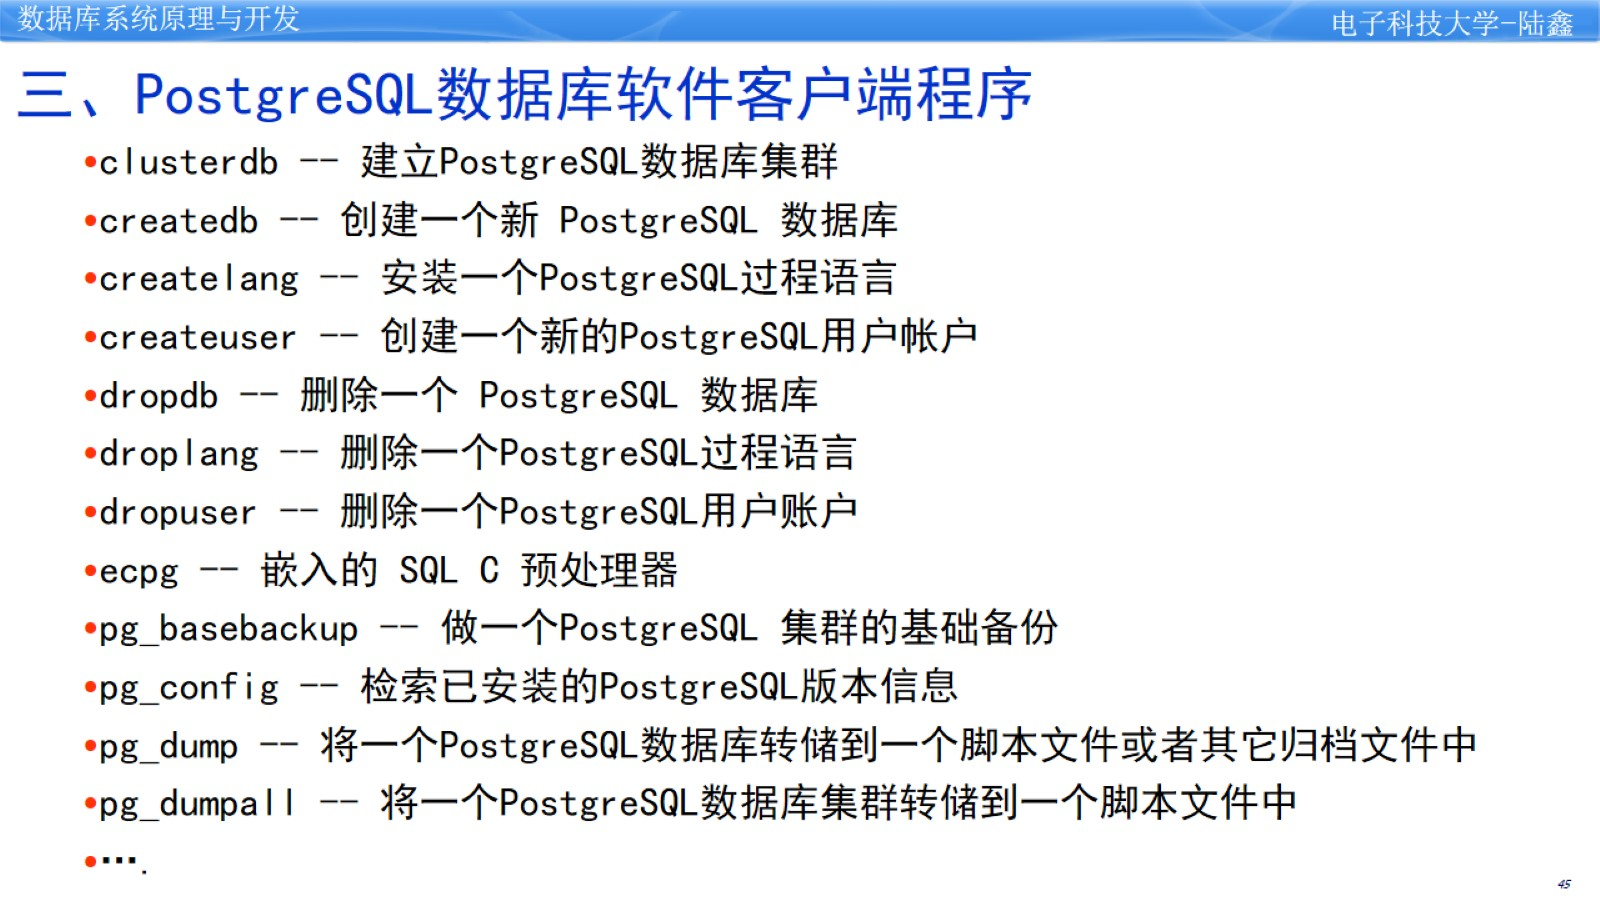 数据库系统原理与开发
电子科技大学-陆鑫
三、PostgreSQL数据库软件客户端程序
•clusterdb -- 建立PostgreSQL数据库集群
•createdb -- 创建一个新 PostgreSQL 数据库
•createlang -- 安装一个PostgreSQL过程语言
•createuser -- 创建一个新的PostgreSQL用户帐户
•dropdb -- 删除一个 PostgreSQL 数据库
•droplang -- 删除一个PostgreSQL过程语言
•dropuser -- 删除一个PostgreSQL用户账户
•ecpg -- 嵌入的 SQL C 预处理器
•pg_basebackup -- 做一个PostgreSQL 集群的基础备份
•pg_config -- 检索已安装的PostgreSQL版本信息
•pg_dump -- 将一个PostgreSQL数据库转储到一个脚本文件或者其它归档文件中
•pg_dumpall -- 将一个PostgreSQL数据库集群转储到一个脚本文件中
•….
45